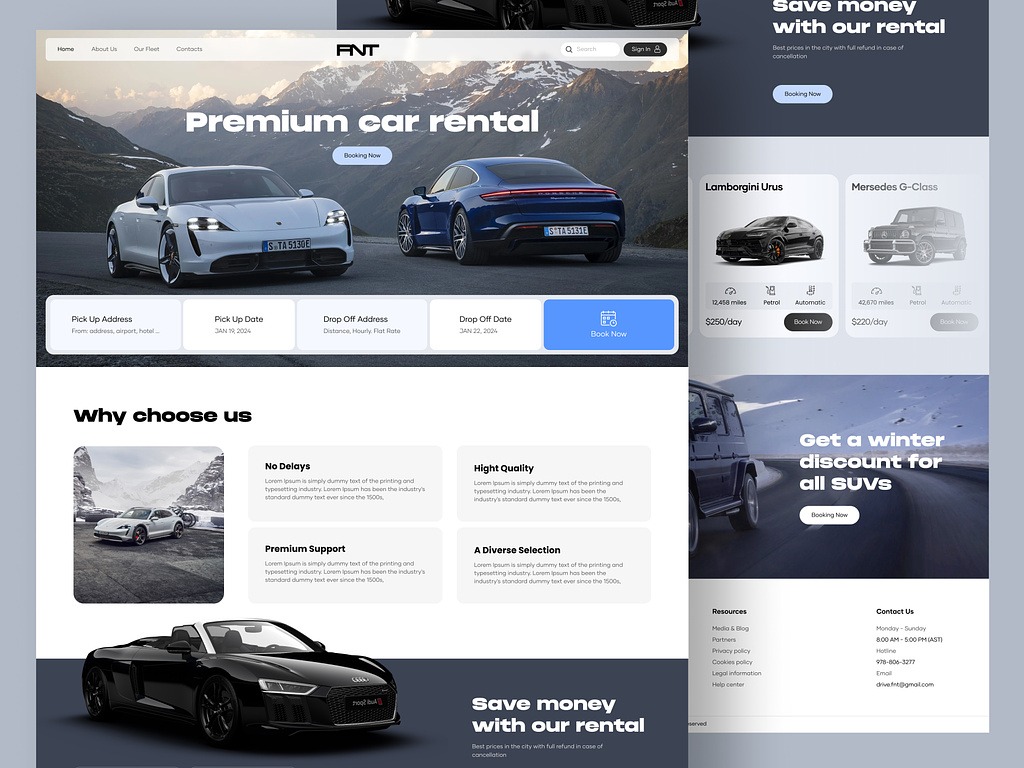 Home
About Us
Our Fleet
Contacts
FNT
Search
Sign In
Premium car rental
Booking Now
S TA 5130E
S TA 5131E
PORSCHE
Pick Up Address
From: address, airport, hotel ...
Pick Up Date
JAN 19, 2024
Drop Off Address
Distance, Hourly, Flat Rate
Drop Off Date
JAN 22, 2024
Book Now
Why choose us
No Delays
Lorem Ipsum is simply dummy text of the printing and
typesetting industry. Lorem Ipsum has been the industry's
standard dummy text ever since the 1500s,
Hight Quality
Lorem Ipsum is simply dummy text of the printing and
typesetting industry. Lorem Ipsum has been the
industry's standard dummy text ever since the 1500s,
Premium Support
Lorem Ipsum is simply dummy text of the printing and
typesetting industry. Lorem Ipsum has been the industry's
standard dummy text ever since the 1500s,
A Diverse Selection
Lorem Ipsum is simply dummy text of the printing and
typesetting industry. Lorem Ipsum has been the
industry's standard dummy text ever since the 1500s,
Audi Sport
Save money
with our rental
Best prices in the city with full refund in case of
cancellation
Audi Sport
Save money
with our rental
Best prices in the city with full refund in case of
cancellation
Booking Now
Lamborgini Urus
12,458 miles
Petrol
Automatic
$250/day
Book Now
Mersedes G-Class
42,670 miles
Petrol
Automatic
$220/day
Book Now
Get a winter
discount for
all SUVs
Booking Now
Resources
Media & Blog
Partners
Privacy policy
Cookies policy
Legal information
Help center
Contact Us
Monday - Sunday
8:00 AM - 5:00 PM (AST)
Hotline
978-806-3277
Email
drive.fnt@gmail.com